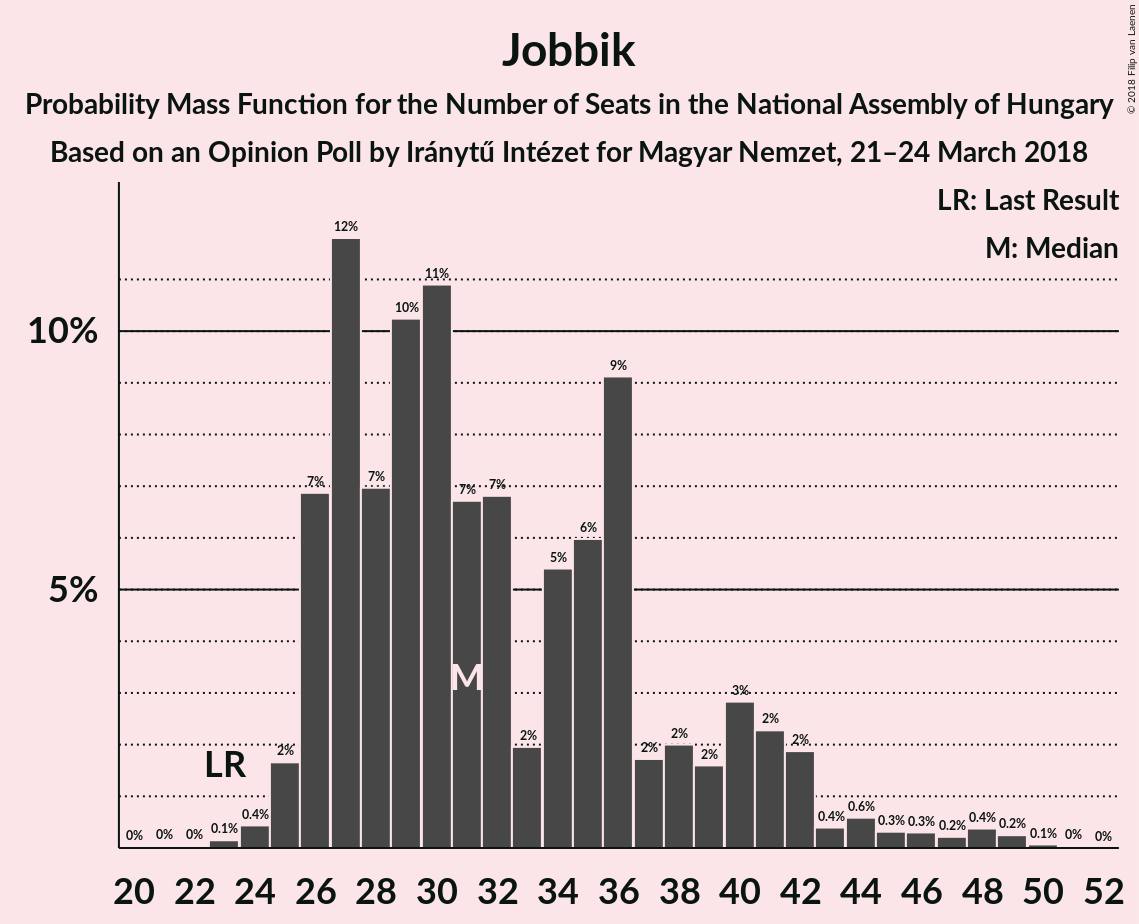 Jobbik
Probability Mass Function for the Number of Seats in the National Assembly of Hungary
Based on an Opinion Poll by Iránytű Intézet for Magyar Nemzet, 21–24 March 2018
© 2018 Filip van Laenen
LR: Last Result
M: Median
10%
5%
0% 0% 0% 0.1% 0.4% 2% 7% 12% 7% 10% 11% 7% 7% 2% 5% 6% 9% 2% 2% 2% 3% 2% 2% 0.4% 0.6% 0.3% 0.3% 0.2% 0.4% 0.2% 0.1% 0% 0%
LR
M
20 22 24 26 28 30 32 34 36 38 40 42 44 46 48 50 52